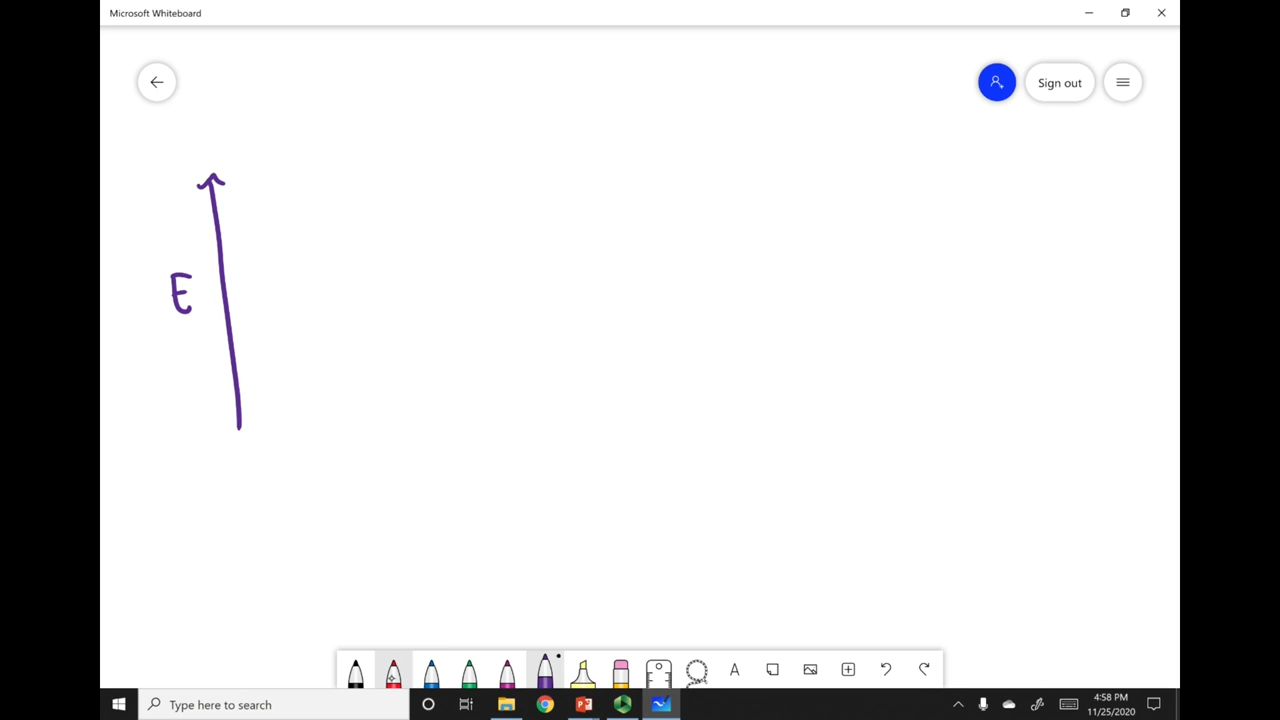 Microsoft Whiteboard
Sign out
E
A
Type here to search
4:58 PM
11/25/2020